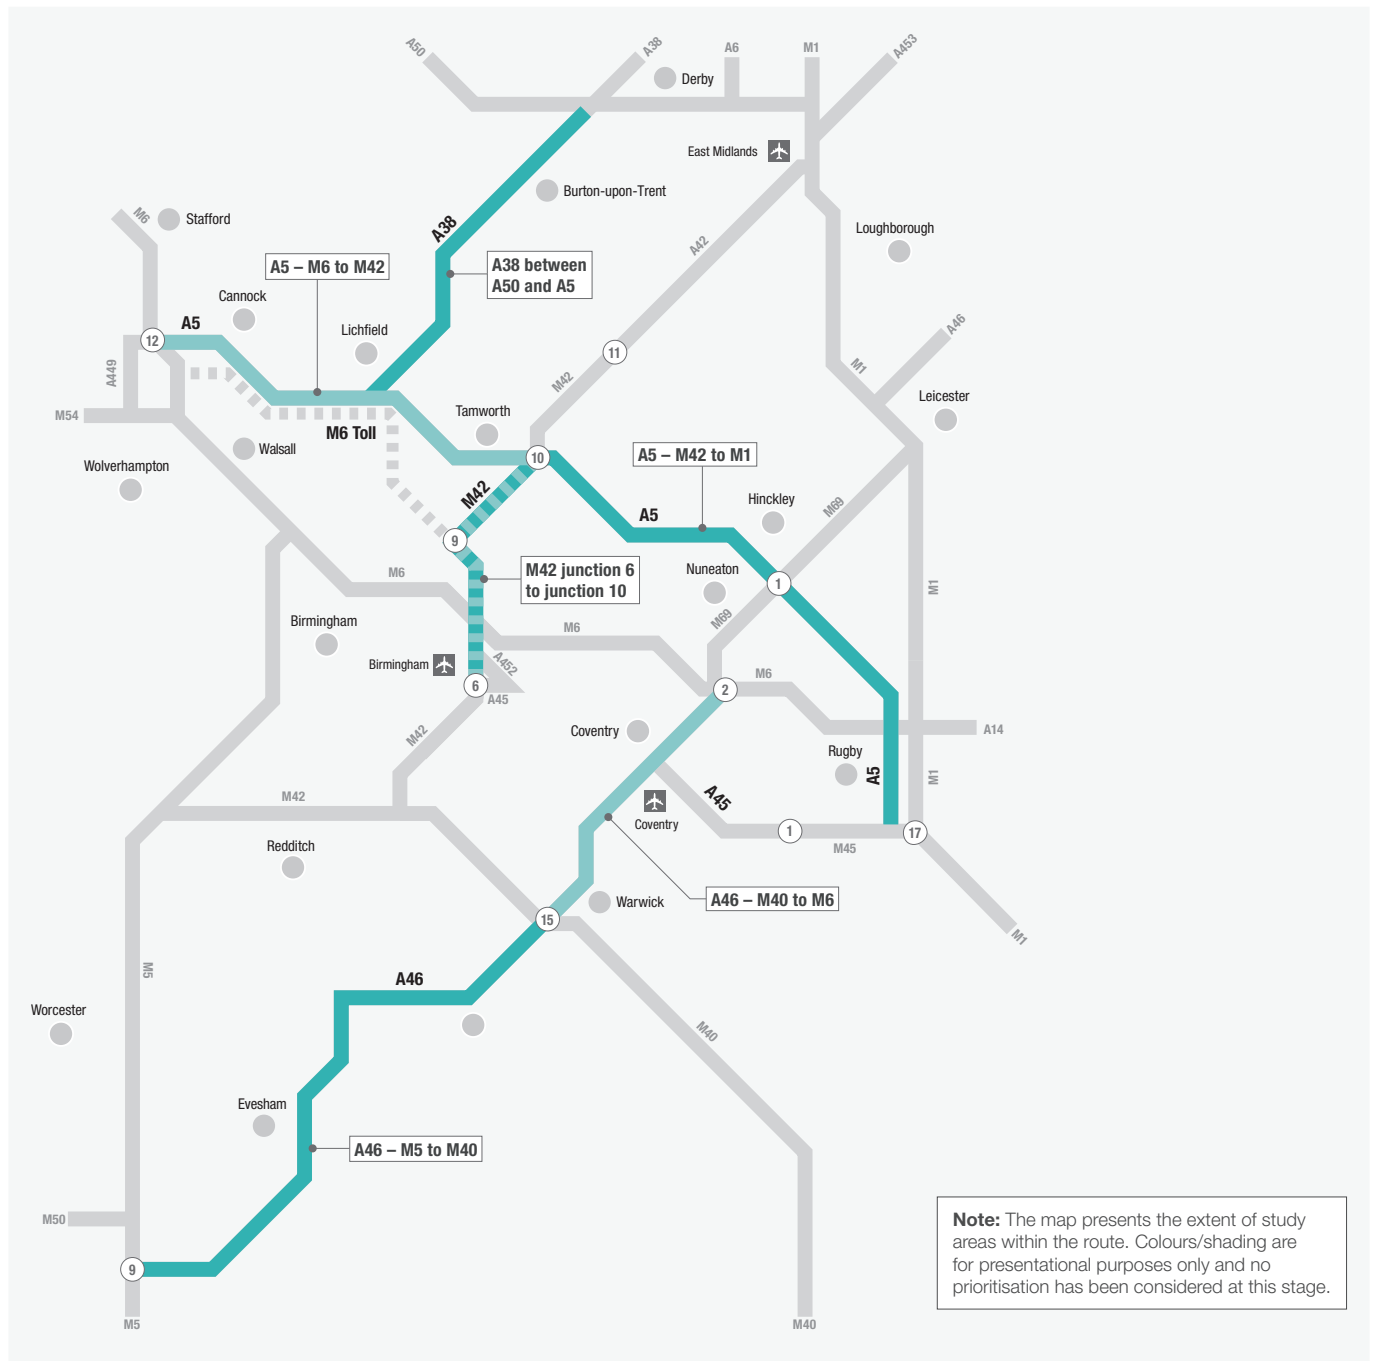 A50
A38
A6
M1
A453
Derby
East Midlands
Burton-upon-Trent
M6
Stafford
A38
Loughborough
A42
A5 – M6 to M42
A38 between
A50 and A5
Cannock
A5
Lichfield
12
11
A46
A449
M42
M1
Leicester
M54
Tamworth
M6 Toll
Walsall
10
A5 – M42 to M1
Wolverhampton
M42
Hinckley
A5
M69
9
M6
M42 junction 6
to junction 10
Nuneaton
1
M1
Birmingham
M6
M69
Birmingham
A452
6
A45
M6
2
M42
Coventry
A14
Rugby
A5
M1
M42
A45
Coventry
1
17
M45
Redditch
A46 – M40 to M6
Warwick
15
M1
M5
A46
Worcester
M40
Evesham
A46 – M5 to M40
M50
9
M5
M40
Note: The map presents the extent of study
areas within the route. Colours/shading are
for presentational purposes only and no
prioritisation has been considered at this stage.